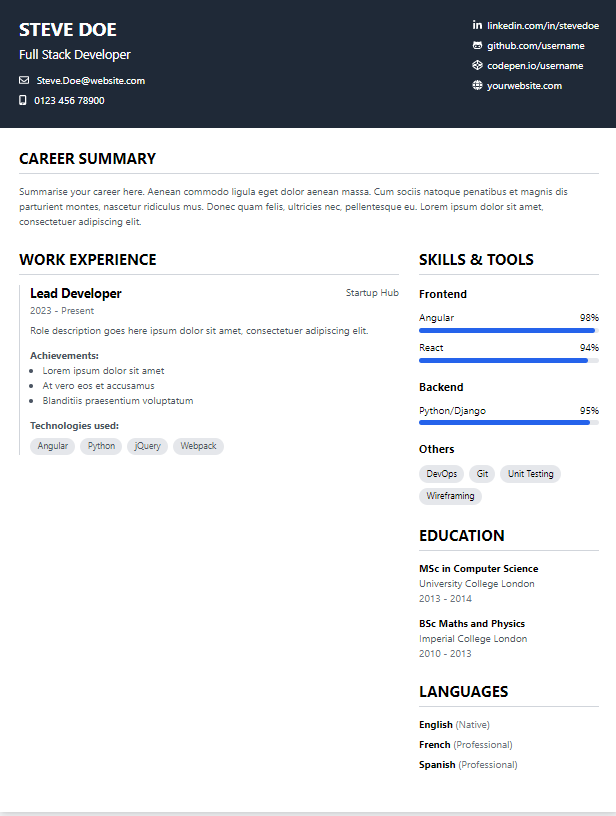 STEVE DOE
Full Stack Developer
Steve.Doe@website.com
0123 456 78900
linkedin.com/in/stevedoe
github.com/username
codepen.io/username
yourwebsite.com
CAREER SUMMARY
Summarise your career here. Aenean commodo ligula eget dolor aenean massa. Cum sociis natoque penatibus et magnis dis
parturient montes, nascetur ridiculus mus. Donec quam felis, ultricies nec, pellentesque eu. Lorem ipsum dolor sit amet,
consectetuer adipiscing elit.
WORK EXPERIENCE
Lead Developer
Startup Hub
2023 - Present
Role description goes here ipsum dolor sit amet, consectetuer adipiscing elit.
Achievements:
Lorem ipsum dolor sit amet
At vero eos et accusamus
Blanditiis praesentium voluptatum
Technologies used:
Angular Python jQuery Webpack
SKILLS & TOOLS
Frontend
Angular 98%
React 94%
Backend
Python/Django 95%
Others
DevOps Git Unit Testing
Wireframing
EDUCATION
MSc in Computer Science
University College London
2013 - 2014
BSc Maths and Physics
Imperial College London
2010 - 2013
LANGUAGES
English (Native)
French (Professional)
Spanish (Professional)